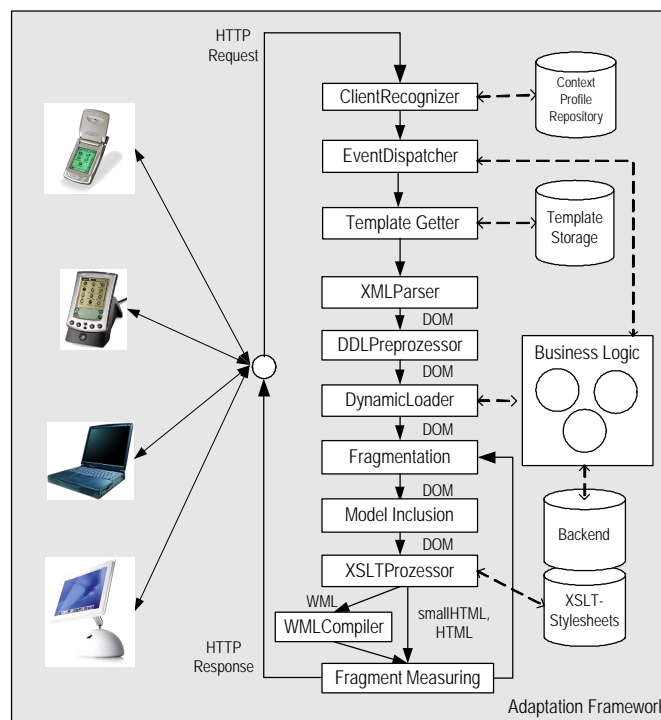 HTTP
Request
ClientRecognizer
Context
Profile
Repository
EventDispatcher
Template Getter
Template
Storage
XMLParser
DOM
DDLPreprozessor
DOM
Business Logic
DynamicLoader
DOM
Fragmentation
DOM
Model Inclusion
DOM
Backend
XSLTProzessor
WML
smallHTML,
HTML
XSLT-
Stylesheets
WMLCompiler
HTTP
Response
Fragment Measuring
Adaptation Framework